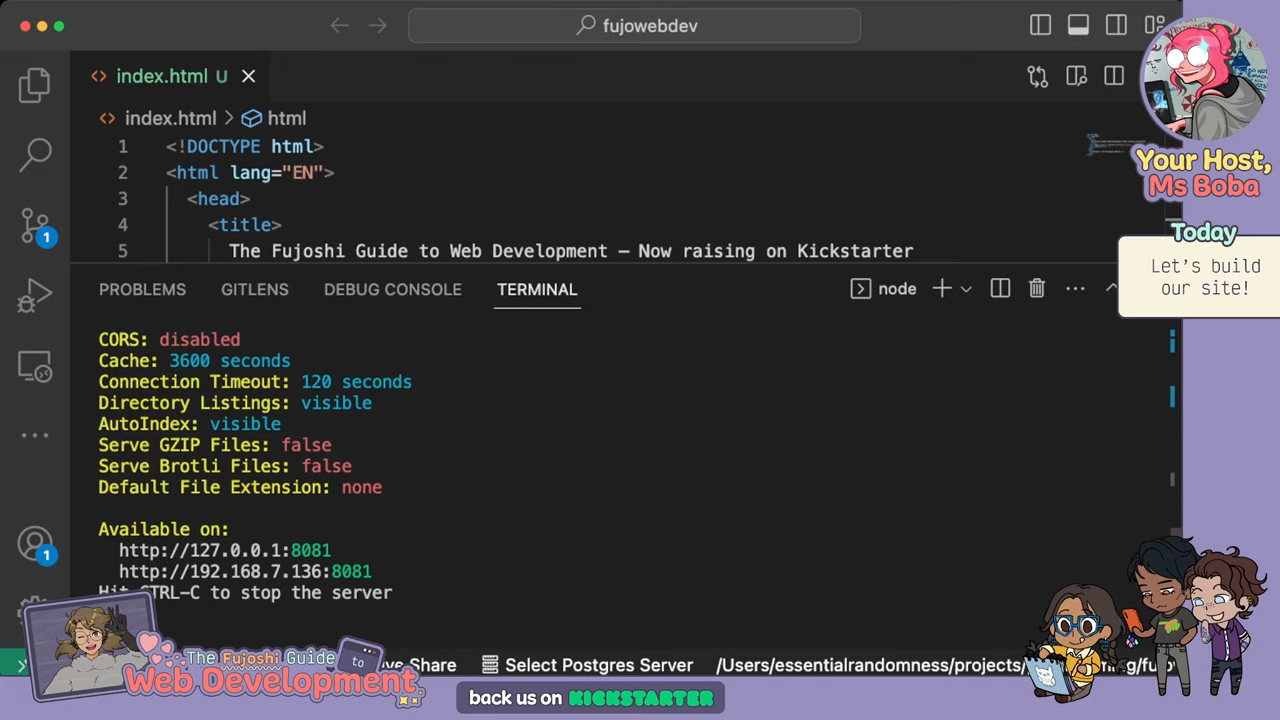 fujowebdev
index.html U
index.html
html
1 <!DOCTYPE html>
2 <html lang="EN">
3 <head>
4 <title>
5 The Fujoshi Guide to Web Development — Now raising on Kickstarter
PROBLEMS GITLENS DEBUG CONSOLE TERMINAL
node
CORS: disabled
Cache: 3600 seconds
Connection Timeout: 120 seconds
Directory Listings: visible
AutoIndex: visible
Serve GZIP Files: false
Serve Brotli Files: false
Default File Extension: none
Available on:
http://127.0.0.1:8081
http://192.168.7.136:8081
Hit CTRL-C to stop the server
1
1
Share
Select Postgres Server
Your Host,
Ms Boba
Today
Let's build
our site!
The Fujoshi Guide
to
Web Development
back us on KICKSTARTER